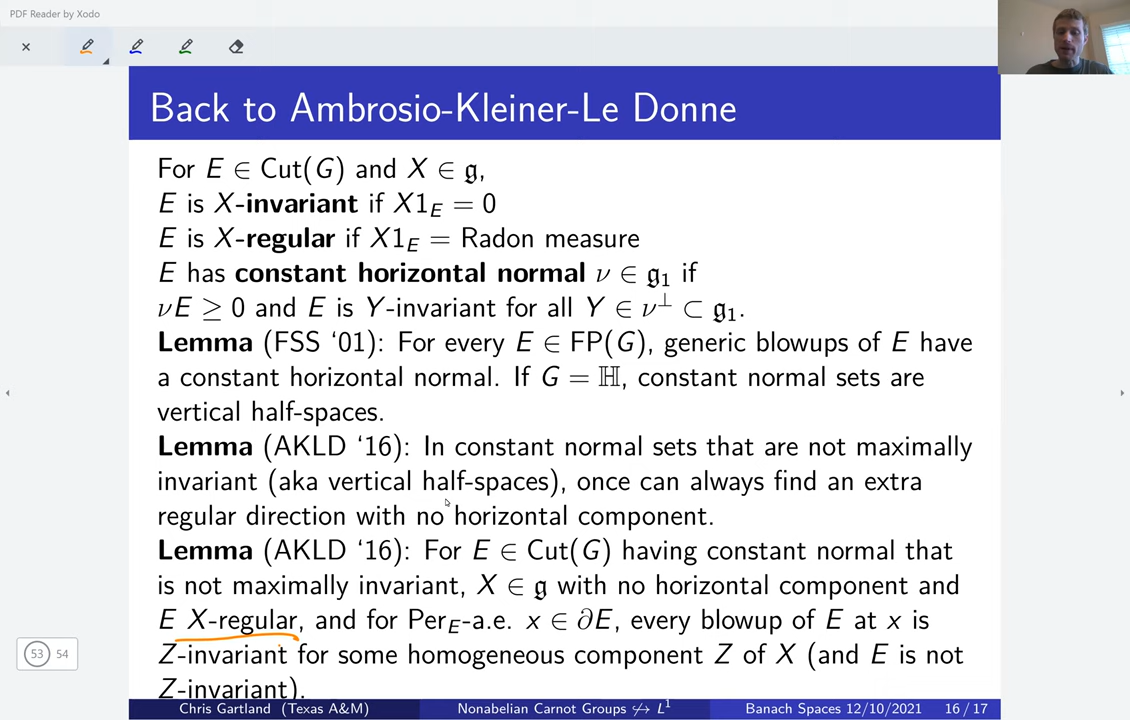 PDF Reader by Xodo
Back to Ambrosio-Kleiner-Le Donne
For E ∈ Cut(G) and X ∈ 𝔤,
E is X-invariant if X1_E = 0
E is X-regular if X1_E = Radon measure
E has constant horizontal normal ν ∈ 𝔤₁ if
νE ≥ 0 and E is Y-invariant for all Y ∈ ν^⊥ ⊂ 𝔤₁.
Lemma (FSS ‘01): For every E ∈ FP(G), generic blowups of E have
a constant horizontal normal. If G = ℍ, constant normal sets are
vertical half-spaces.
Lemma (AKLD ‘16): In constant normal sets that are not maximally
invariant (aka vertical half-spaces), once can always find an extra
regular direction with no horizontal component.
Lemma (AKLD ‘16): For E ∈ Cut(G) having constant normal that
is not maximally invariant, X ∈ 𝔤 with no horizontal component and
E X-regular, and for Per_E-a.e. x ∈ ∂E, every blowup of E at x is
Z-invariant for some homogeneous component Z of X (and E is not
Z-invariant).
53 54
Chris Gartland (Texas A&M) Nonabelian Carnot Groups ↪̸ L¹ Banach Spaces 12/10/2021 16 / 17